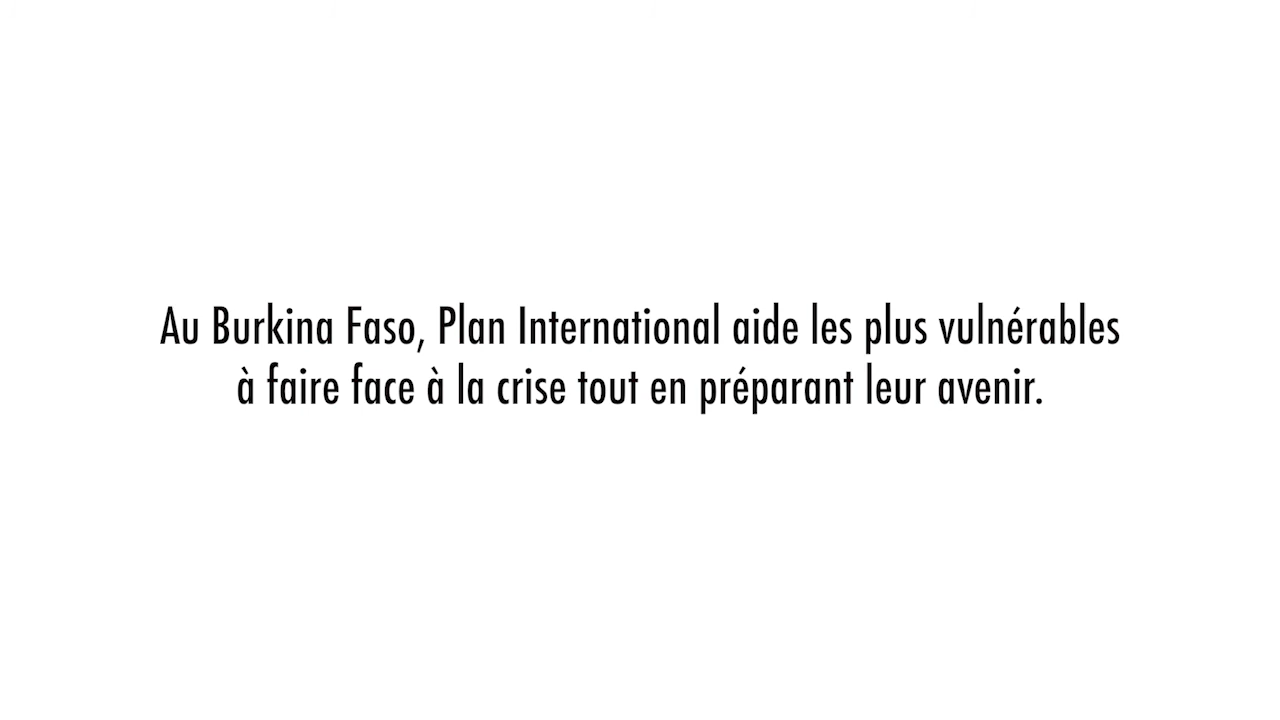 Au Burkina Faso, Plan International aide les plus vulnérables
à faire face à la crise tout en préparant leur avenir.